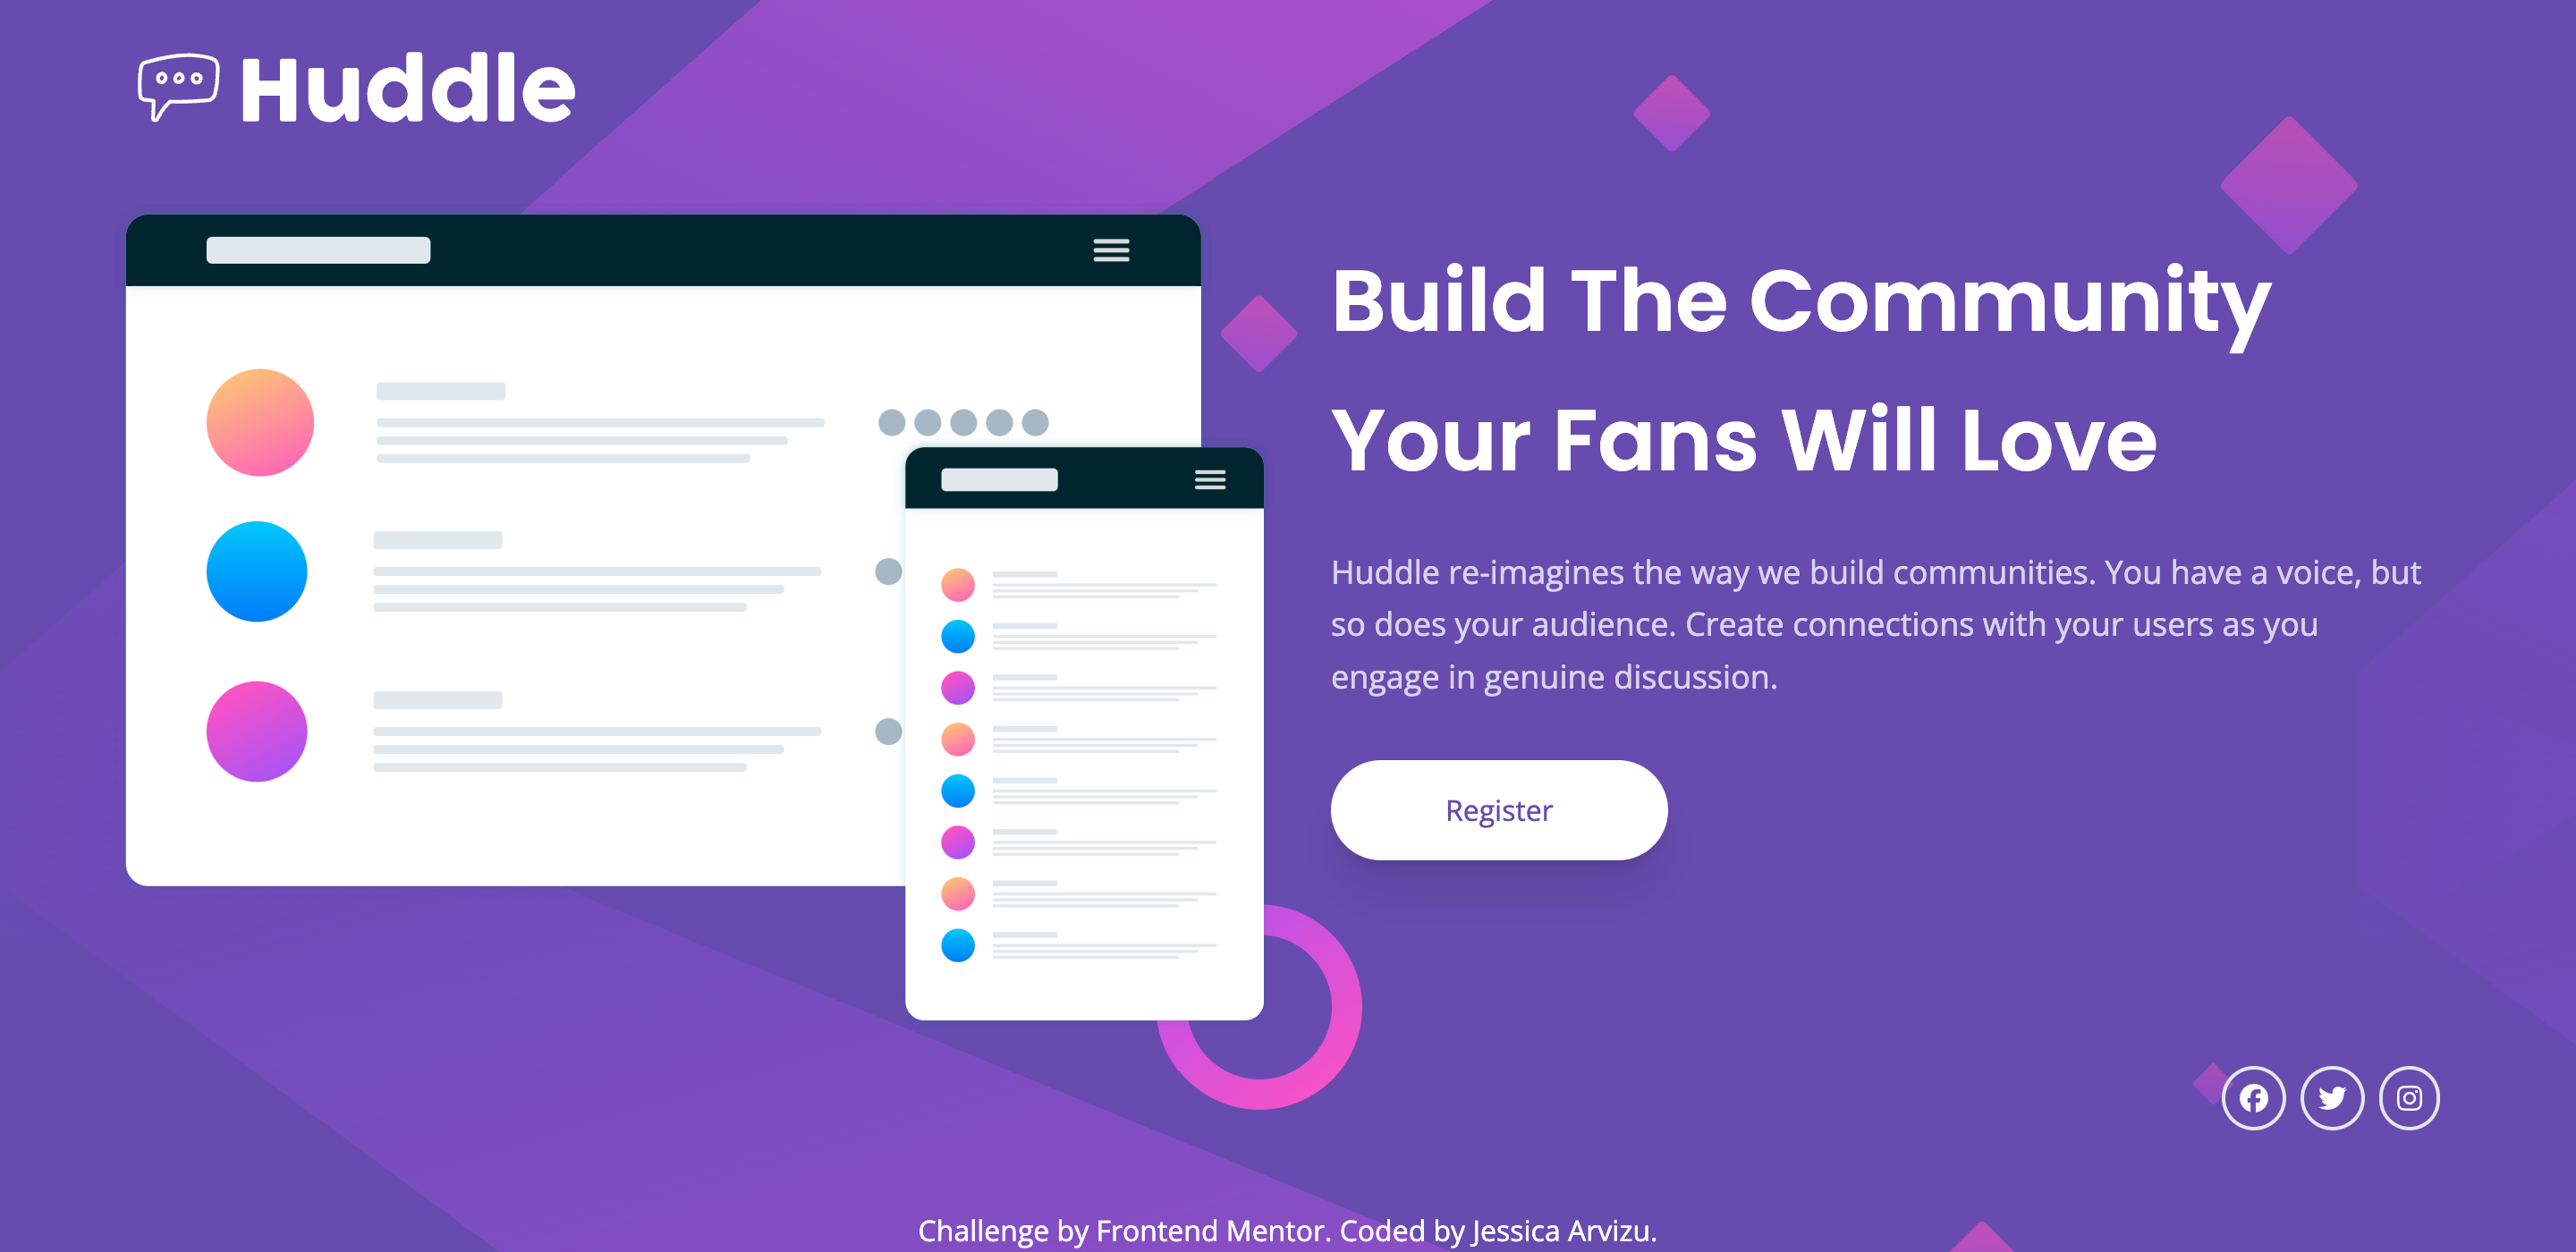 Huddle
Build The Community
Your Fans Will Love
Huddle re-imagines the way we build communities. You have a voice, but
so does your audience. Create connections with your users as you
engage in genuine discussion.
Register
Challenge by Frontend Mentor. Coded by Jessica Arvizu.